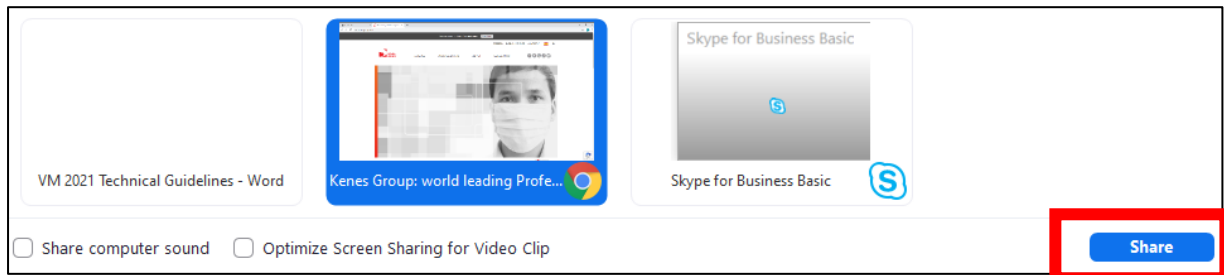 Skype for Business Basic
VM 2021 Technical Guidelines - Word
Kenes Group: world leading Profe...
Skype for Business Basic
Share computer sound
Optimize Screen Sharing for Video Clip
Share